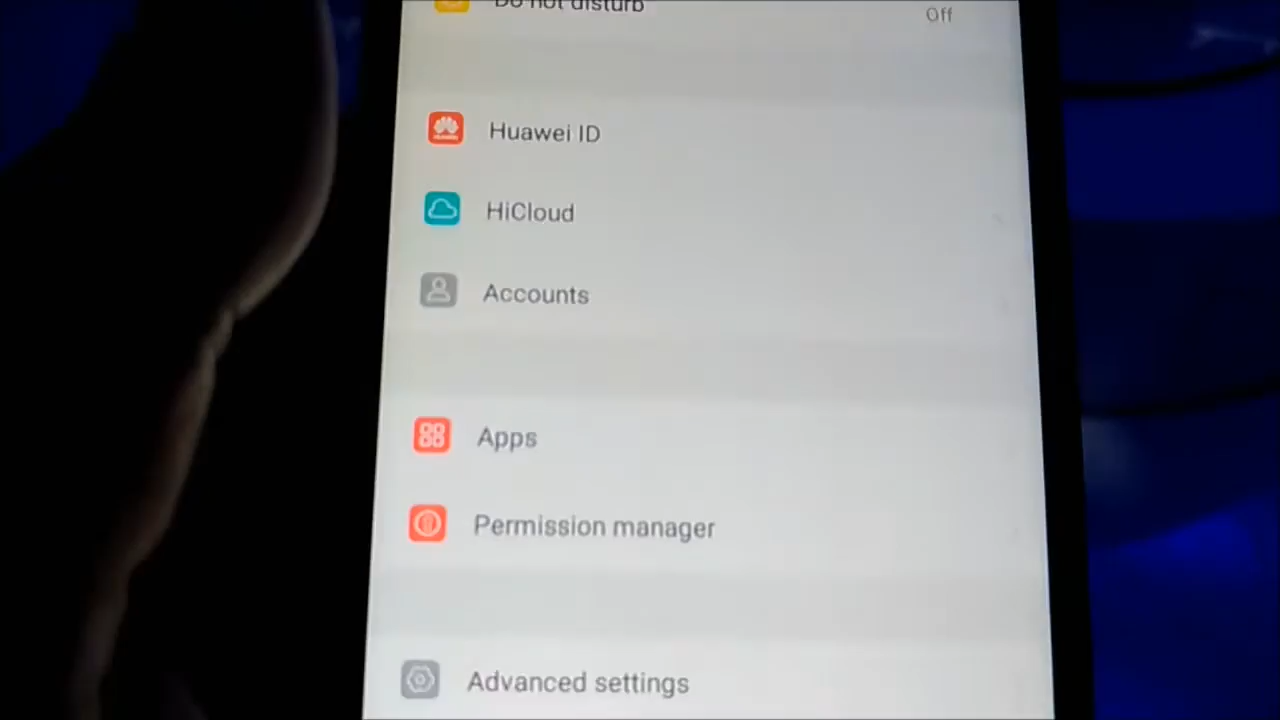 Do not disturb
Off
Huawei ID
HiCloud
Accounts
Apps
Permission manager
Advanced settings